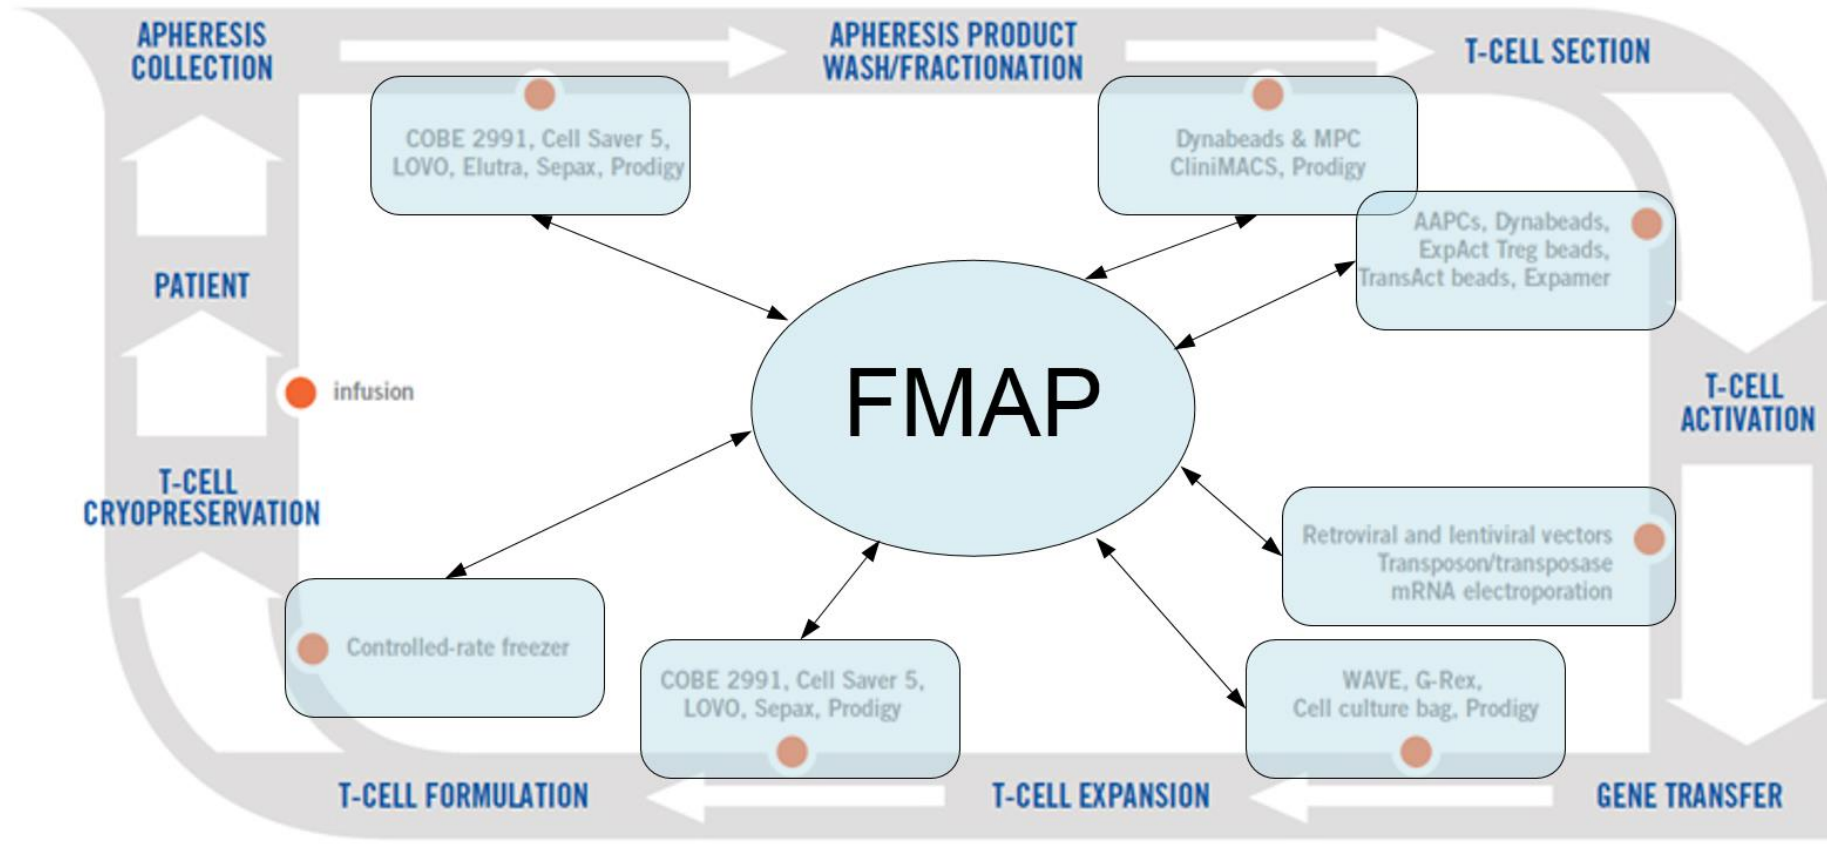 APHERESIS
COLLECTION
APHERESIS PRODUCT
WASH/FRACTIONATION
T-CELL SECTION
COBE 2991, Cell Saver 5,
LOVO, Elutra, Sepax, Prodigy
Dynabeads & MPC
CliniMACS, Prodigy
AAPCs, Dynabeads,
ExpAct Treg beads,
TransAct beads, Expamer
PATIENT
infusion
FMAP
T-CELL
ACTIVATION
T-CELL
CRYOPRESERVATION
Retroviral and lentiviral vectors
Transposon/transposase
mRNA electroporation
Controlled-rate freezer
COBE 2991, Cell Saver 5,
LOVO, Sepax, Prodigy
WAVE, G-Rex,
Cell culture bag, Prodigy
T-CELL FORMULATION
T-CELL EXPANSION
GENE TRANSFER